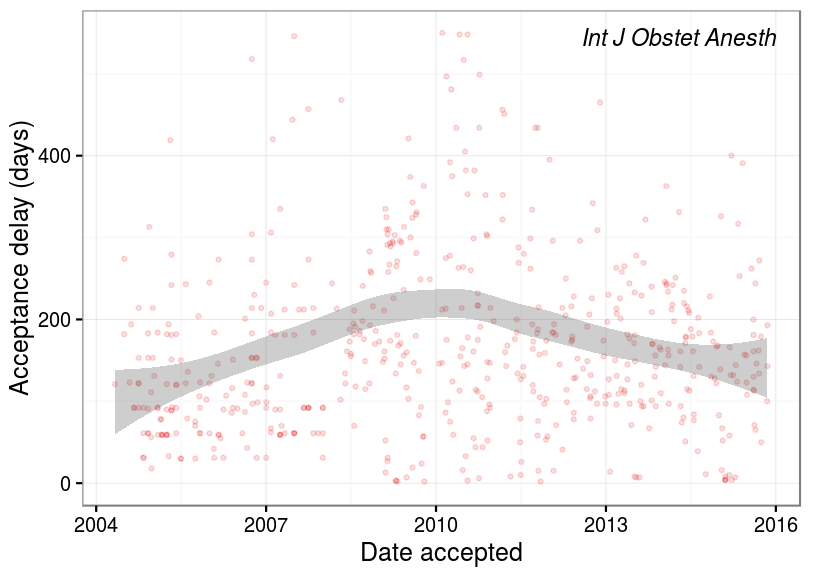 Int J Obstet Anesth
Acceptance delay (days)
400
200
0
2004 2007 2010 2013 2016
Date accepted